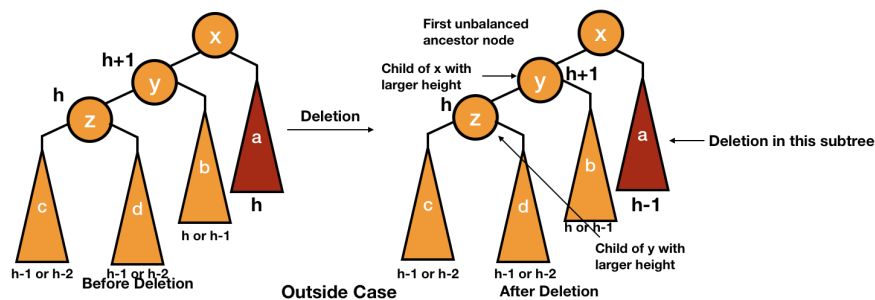 x
h+1
y
h
z
a
b
c
d
h
h or h-1
h-1 or h-2
h-1 or h-2
Before Deletion
Deletion
Outside Case
First unbalanced
ancestor node
x
Child of x with
larger height
y
h+1
h
z
a
Deletion in this subtree
b
c
d
h-1
h or h-1
Child of y with
larger height
h-1 or h-2
h-1 or h-2
After Deletion